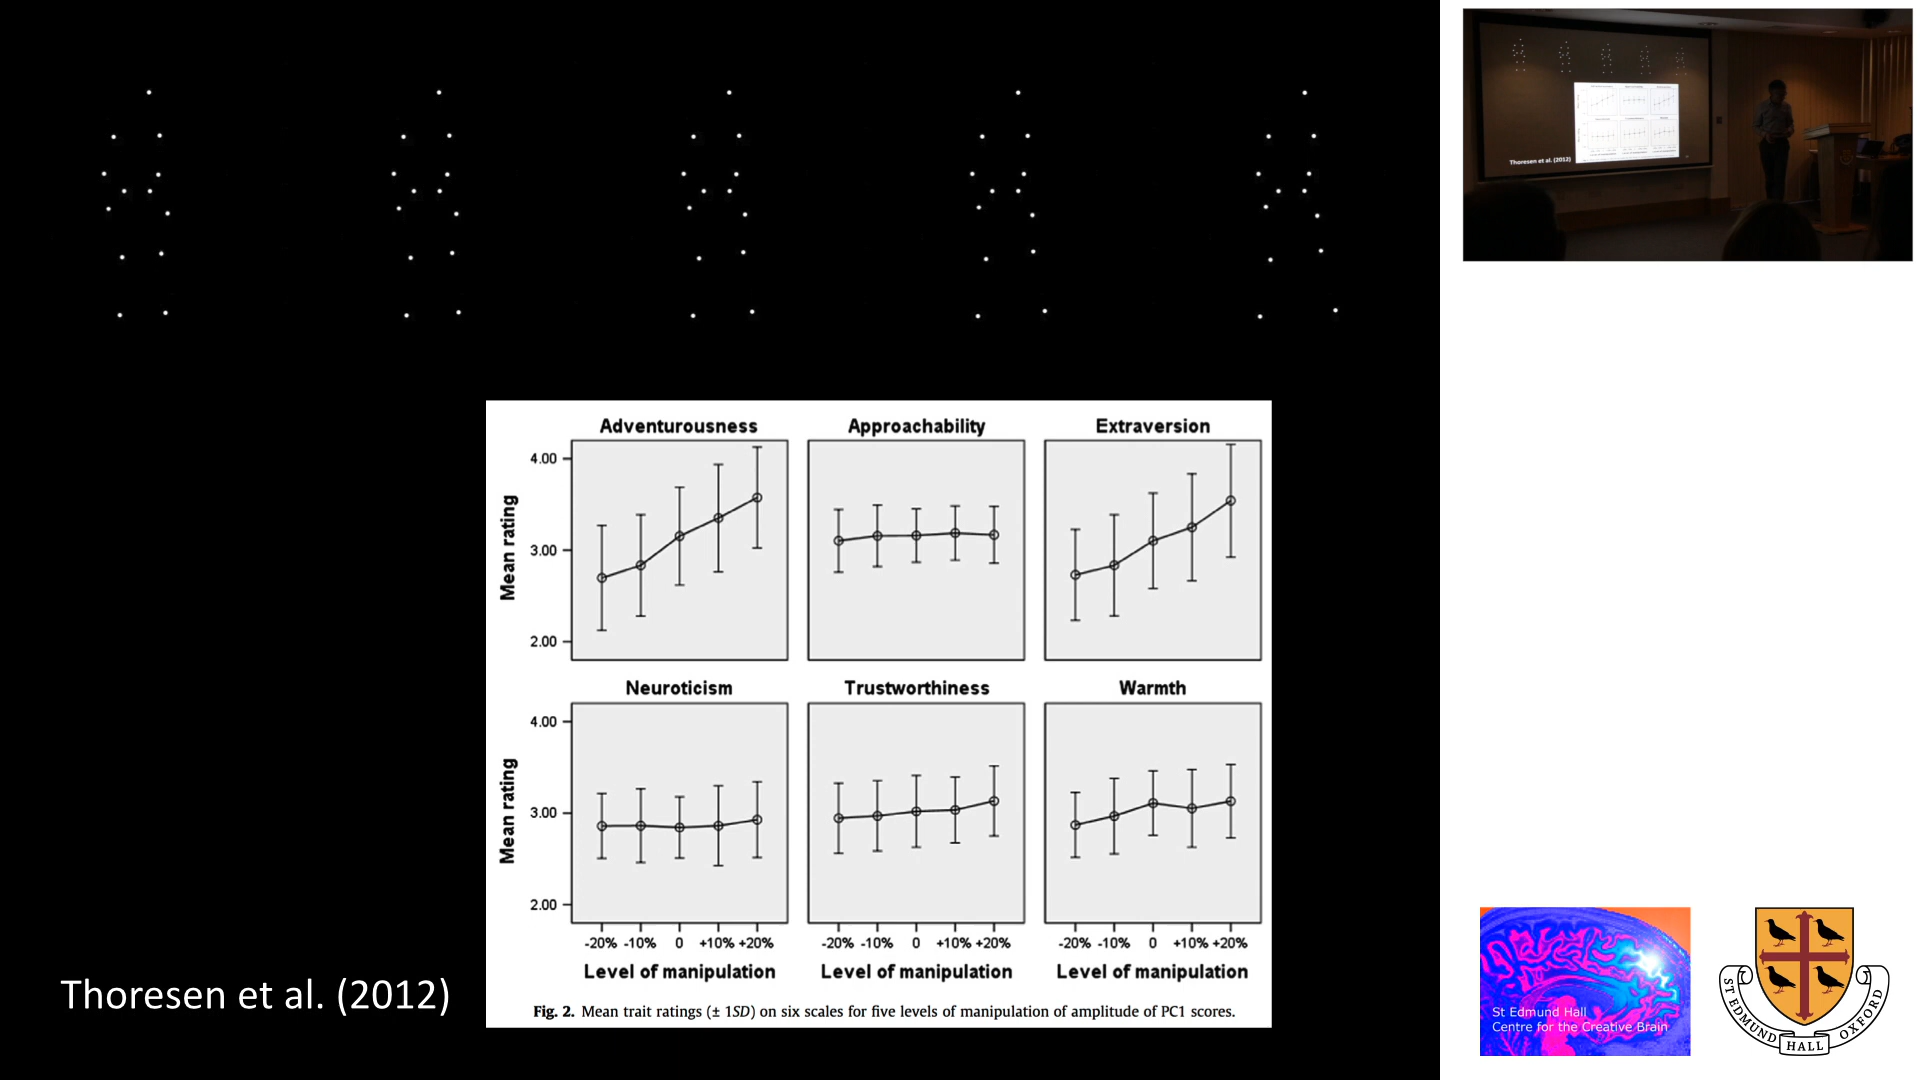 Adventurousness
Approachability
Extraversion
Mean rating
4.00
3.00
2.00
Neuroticism
Trustworthiness
Warmth
Mean rating
4.00
3.00
2.00
-20% -10% 0 +10% +20%
-20% -10% 0 +10% +20%
-20% -10% 0 +10% +20%
Level of manipulation
Level of manipulation
Level of manipulation
Fig. 2. Mean trait ratings (± 1SD) on six scales for five levels of manipulation of amplitude of PC1 scores.
Thoresen et al. (2012)
Thoresen et al. (2012)
St Edmund Hall
Centre for the Creative Brain
ST EDMUND HALL OXFORD